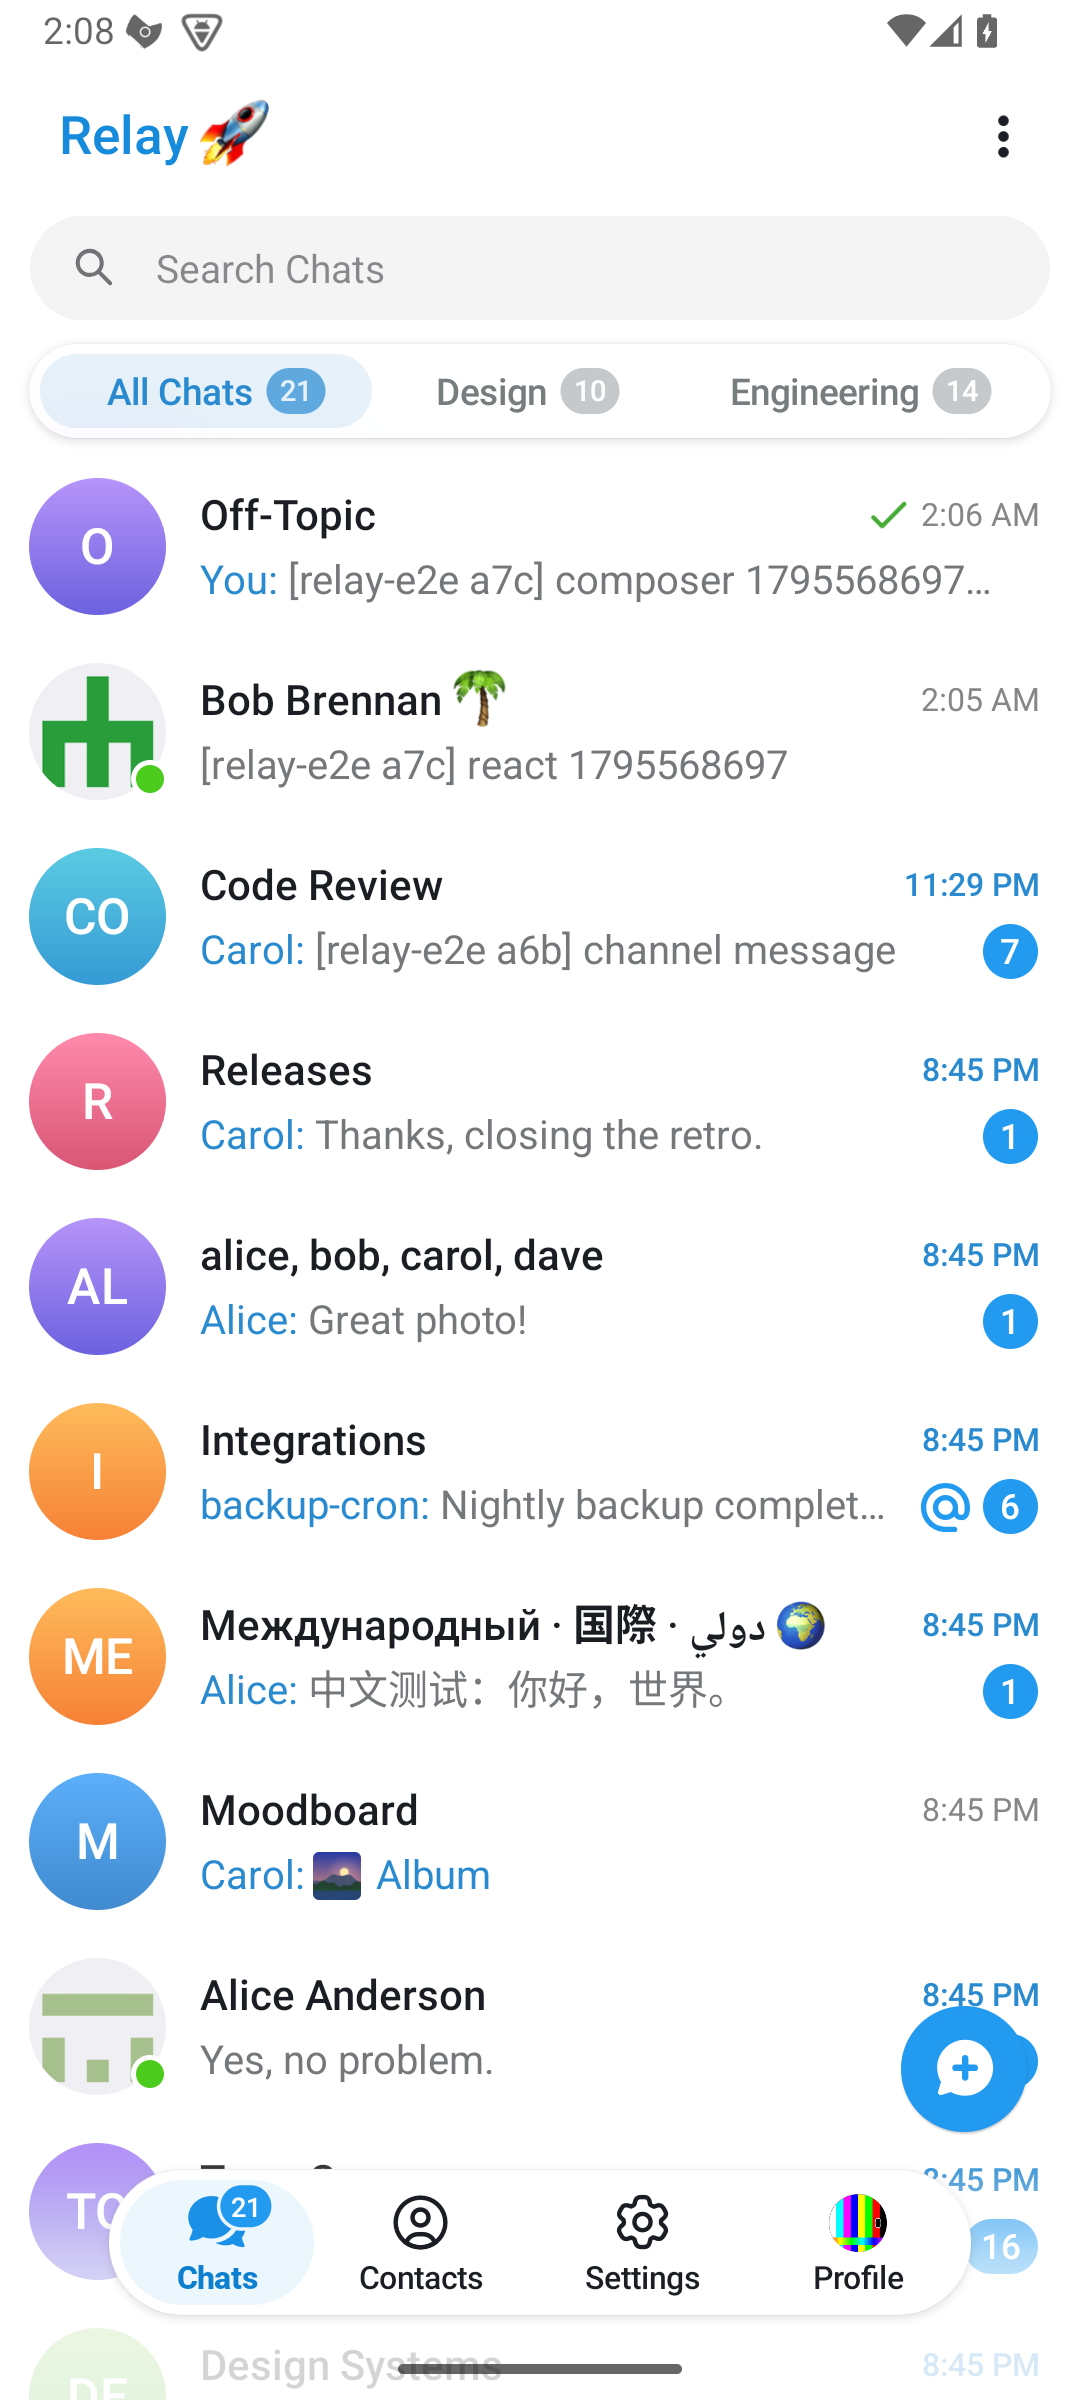 2:08
Relay 🚀
Search Chats
All Chats 21
Design 10
Engineering 14
O
Off-Topic
2:06 AM
You: [relay-e2e a7c] composer 1795568697…
Bob Brennan 🌴
2:05 AM
[relay-e2e a7c] react 1795568697
CO
Code Review
11:29 PM
Carol: [relay-e2e a6b] channel message
7
R
Releases
8:45 PM
Carol: Thanks, closing the retro.
1
AL
alice, bob, carol, dave
8:45 PM
Alice: Great photo!
1
I
Integrations
8:45 PM
backup-cron: Nightly backup complet…
@ 6
ME
Международный · 国際 · دولي 🌍
8:45 PM
Alice: 中文测试：你好，世界。
1
M
Moodboard
8:45 PM
Carol: Album
Alice Anderson
8:45 PM
Yes, no problem.
8:45 PM
16
21
Chats
Contacts
Settings
Profile
Design Systems
8:45 PM